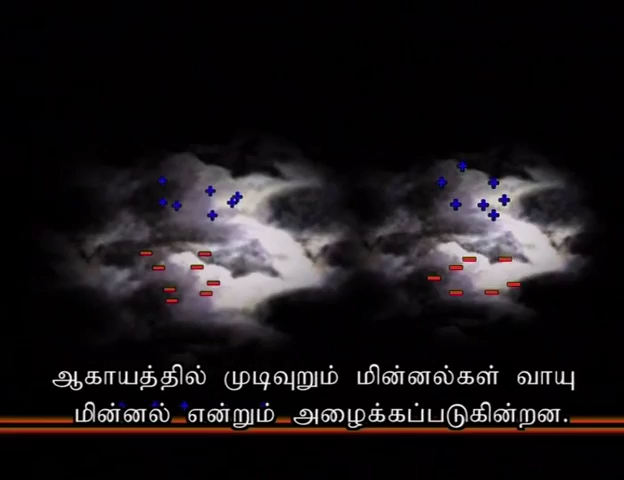 ஆகாயத்தில் முடிவுறும் மின்னல்கள் வாயு
மின்னல் என்றும் அழைக்கப்படுகின்றன.